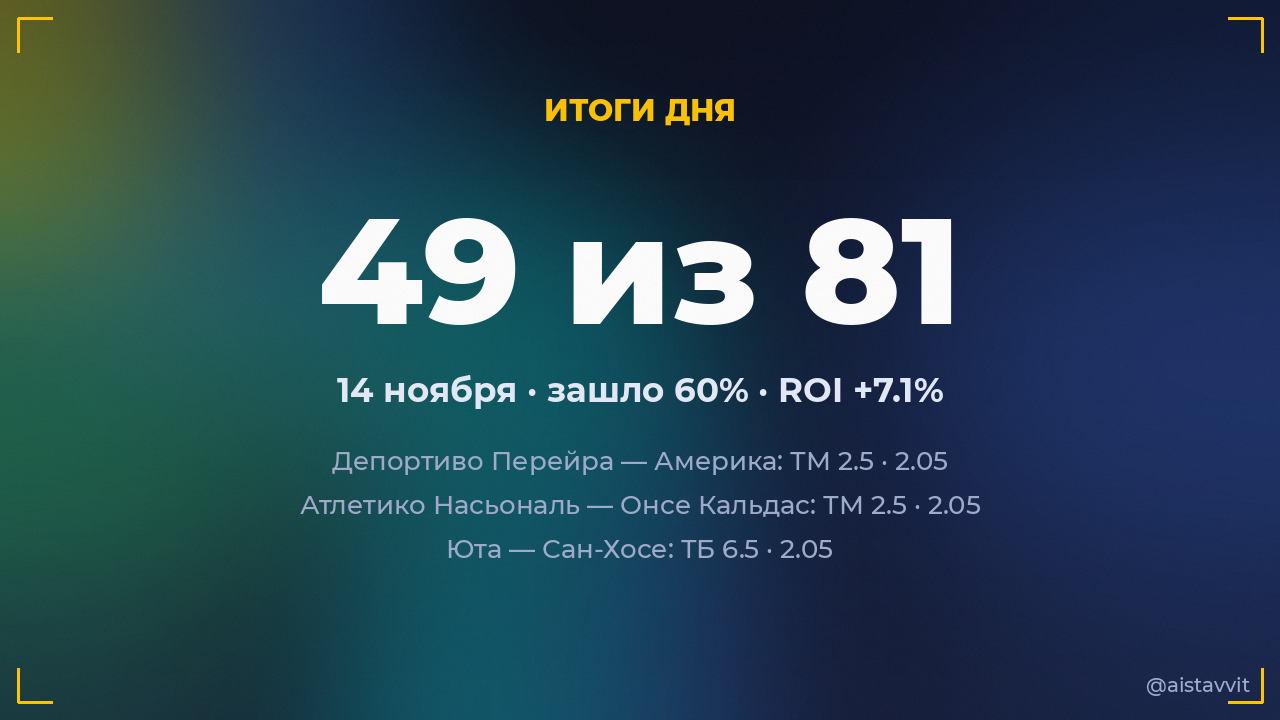 ИТОГИ ДНЯ
49 из 81
14 ноября · зашло 60% · ROI +7.1%
Депортиво Перейра — Америка: ТМ 2.5 · 2.05
Атлетико Насьональ — Онсе Кальдас: ТМ 2.5 · 2.05
Юта — Сан-Хосе: ТБ 6.5 · 2.05
@aistavvit